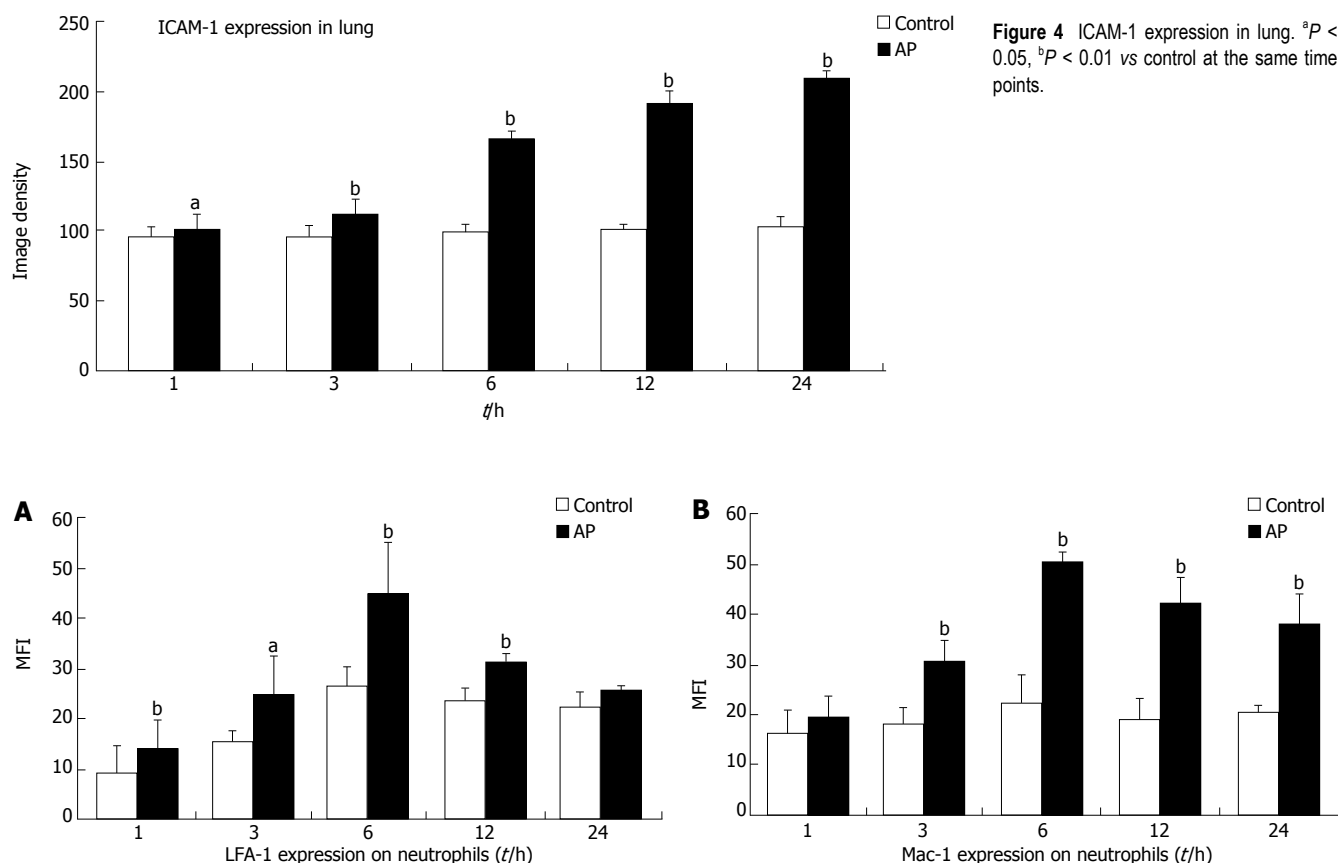 ICAM-1 expression in lung
Control
AP
Image density
250
200
150
100
50
0
a
b
b
b
b
1 3 6 12 24
t/h
Figure 4 ICAM-1 expression in lung. ᵃP <
0.05, ᵇP < 0.01 vs control at the same time
points.
A
Control
AP
MFI
60
50
40
30
20
10
0
b
a
b
b
1 3 6 12 24
LFA-1 expression on neutrophils (t/h)
B
Control
AP
MFI
60
50
40
30
20
10
0
b
b
b
b
1 3 6 12 24
Mac-1 expression on neutrophils (t/h)